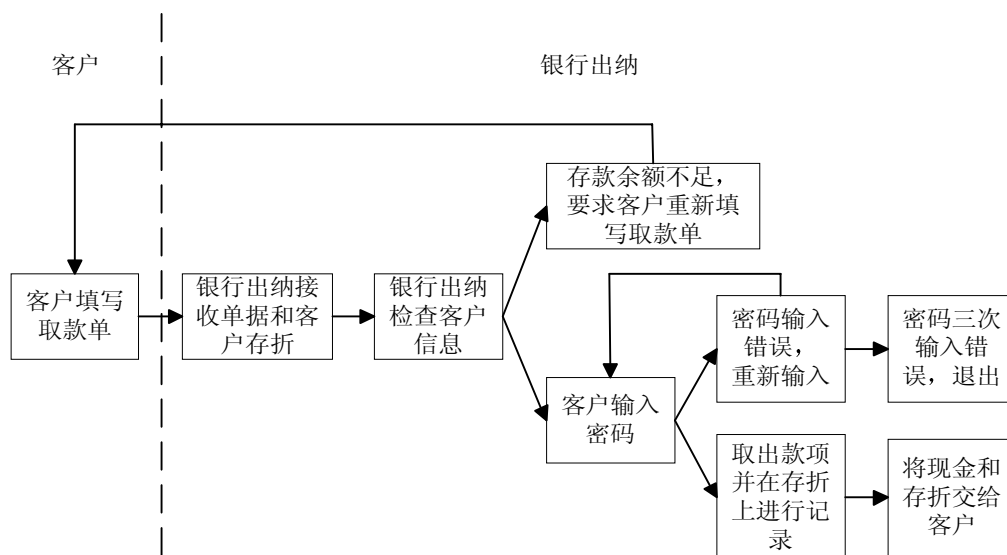 客户
银行出纳
存款余额不足，
要求客户重新填
写取款单
客户填写
取款单
银行出纳接
收单据和客
户存折
银行出纳
检查客户
信息
密码输入
错误，
重新输入
密码三次
输入错
误，退出
客户输入
密码
取出款项
并在存折
上进行记
录
将现金和
存折交给
客户